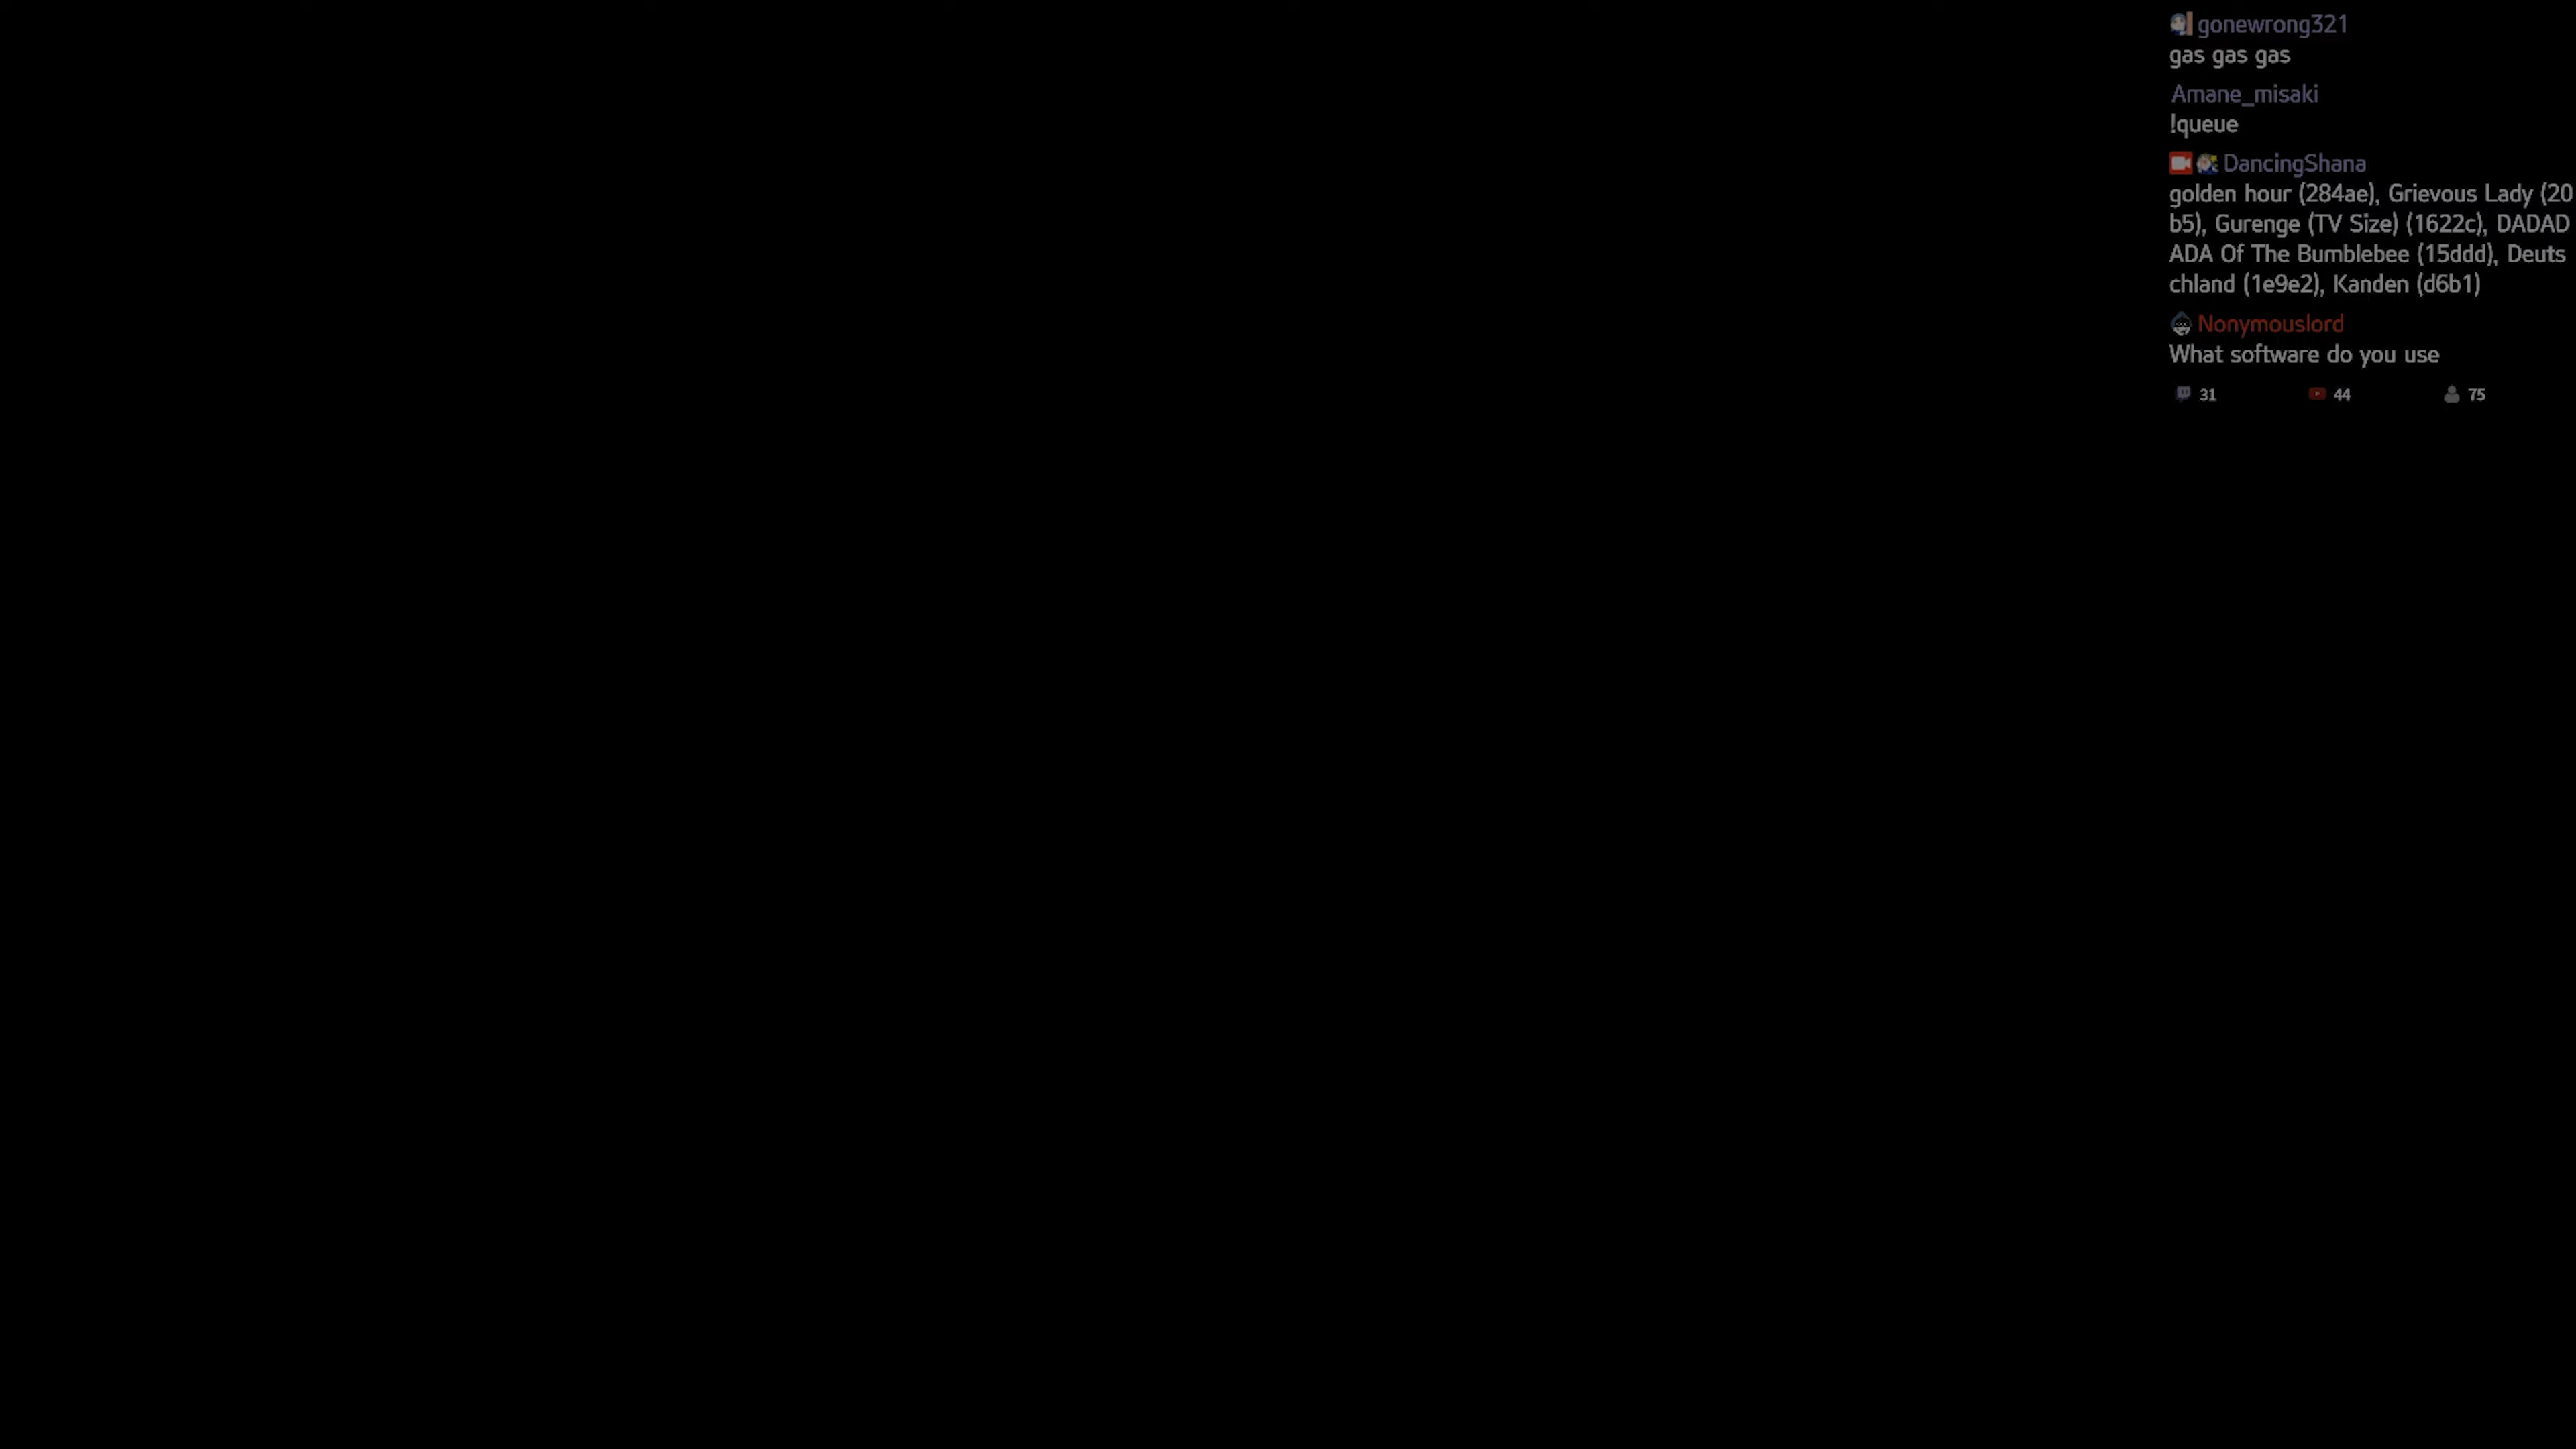 gonewrong321
gas gas gas
Amane_misaki
!queue
DancingShana
golden hour (284ae), Grievous Lady (20
b5), Gurenge (TV Size) (1622c), DADAD
ADA Of The Bumblebee (15ddd), Deuts
chland (1e9e2), Kanden (d6b1)
Nonymouslord
What software do you use
31 44 75